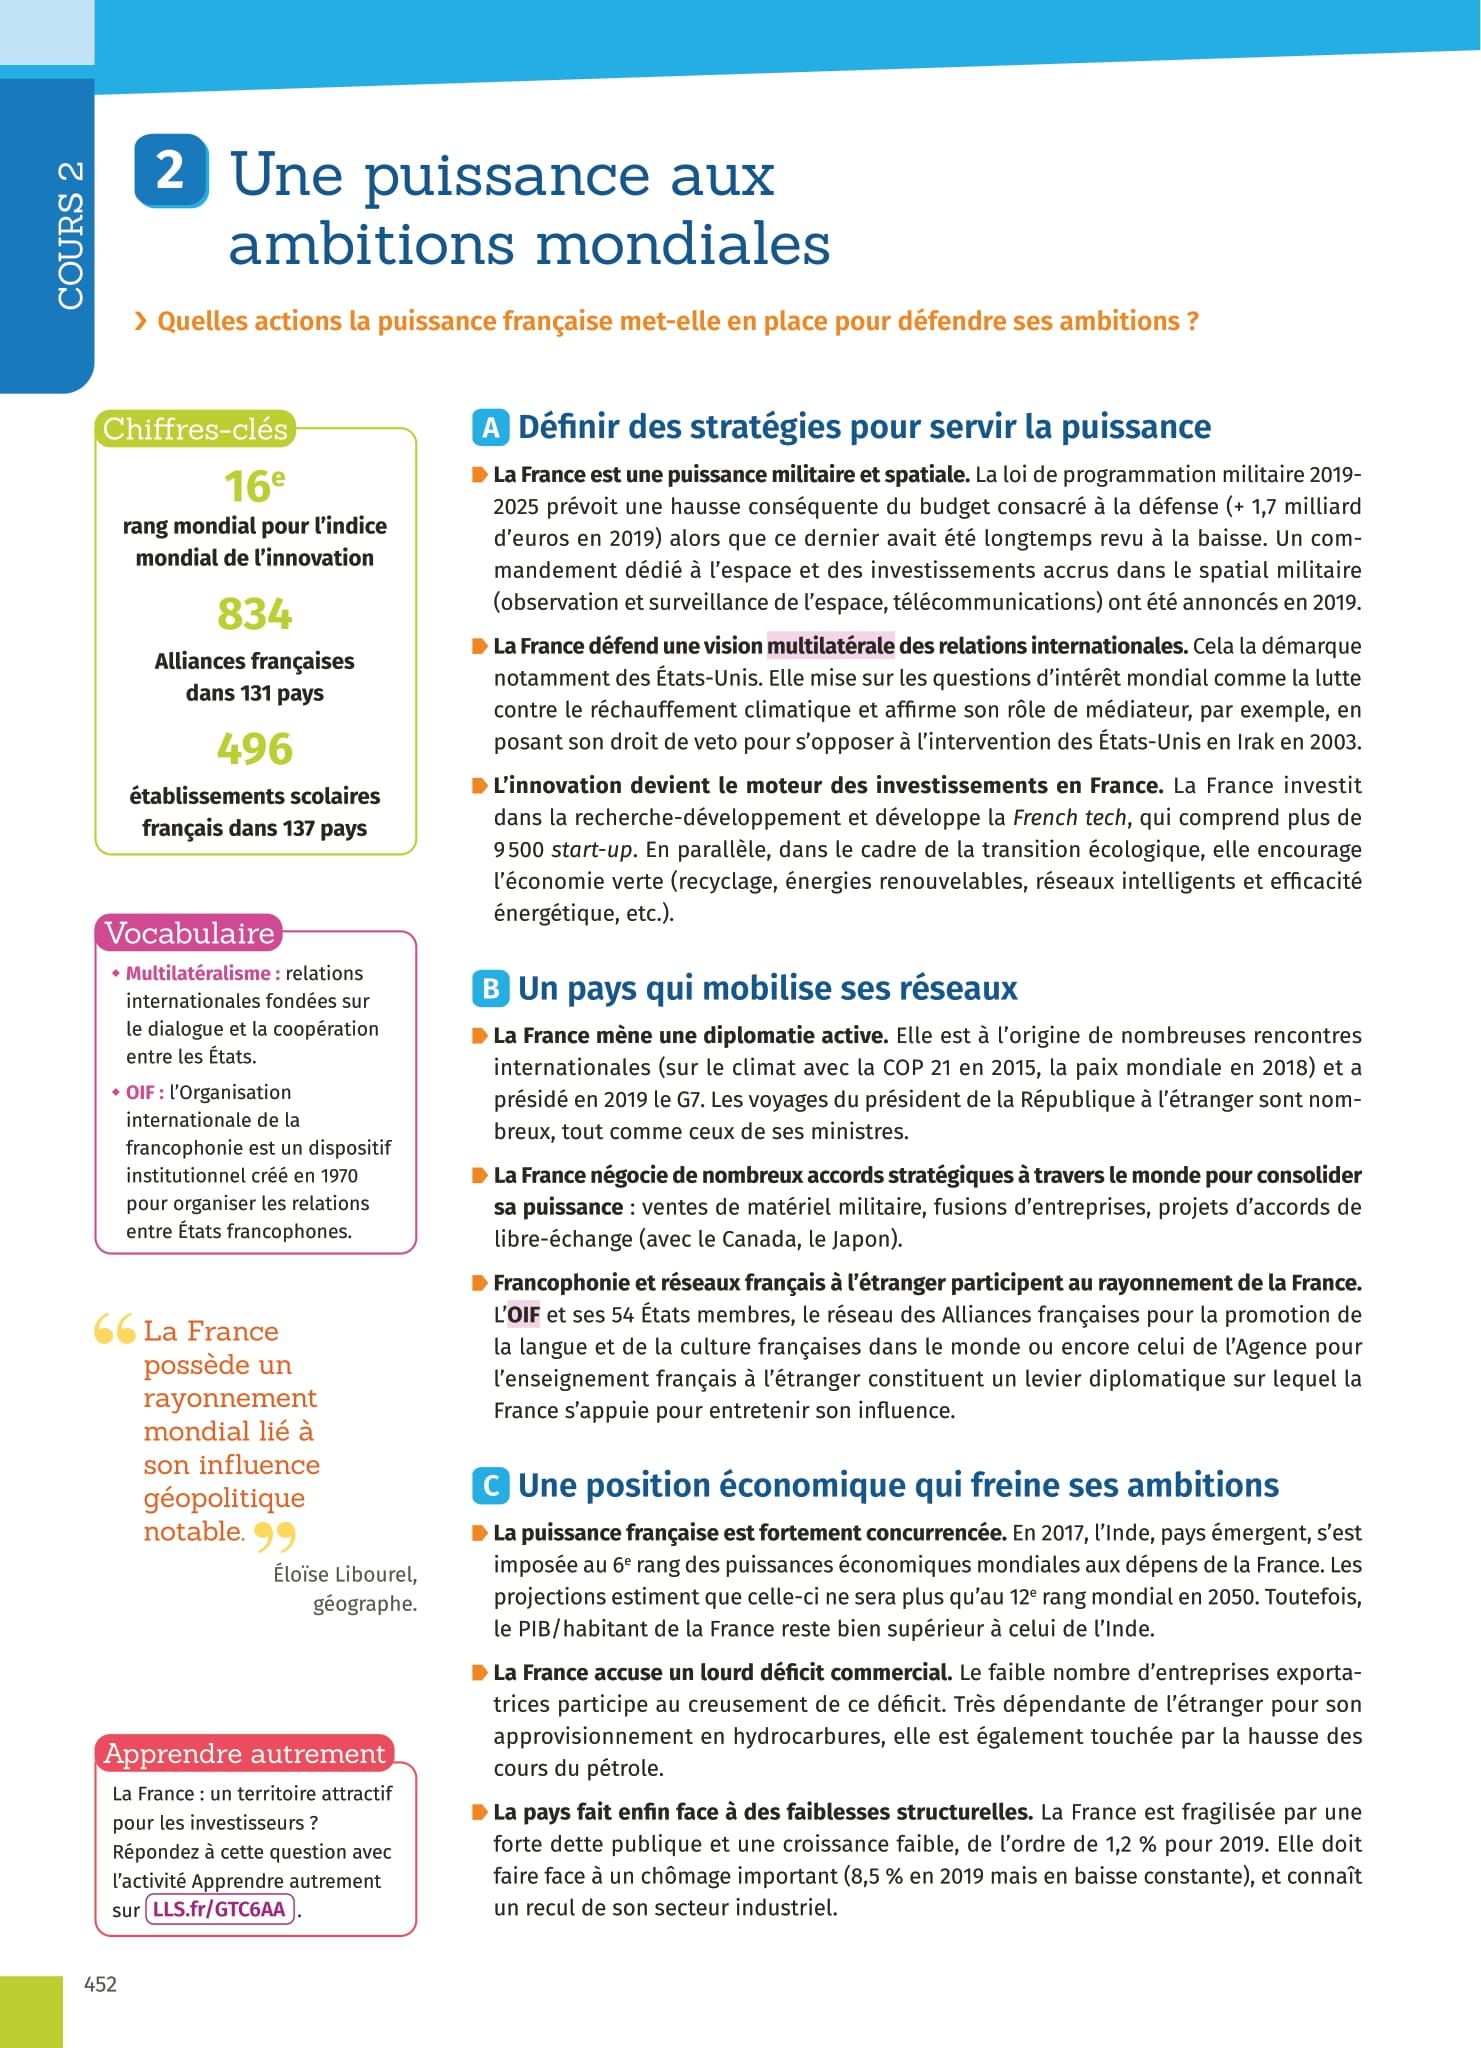 COURS 2
2 Une puissance aux
ambitions mondiales
› Quelles actions la puissance française met-elle en place pour défendre ses ambitions ?
Chiffres-clés
16e
rang mondial pour l’indice
mondial de l’innovation
834
Alliances françaises
dans 131 pays
496
établissements scolaires
français dans 137 pays
Vocabulaire
• Multilatéralisme : relations
internationales fondées sur
le dialogue et la coopération
entre les États.
• OIF : l’Organisation
internationale de la
francophonie est un dispositif
institutionnel créé en 1970
pour organiser les relations
entre États francophones.
“ La France
possède un
rayonnement
mondial lié à
son influence
géopolitique
notable. ”
Éloïse Libourel,
géographe.
Apprendre autrement
La France : un territoire attractif
pour les investisseurs ?
Répondez à cette question avec
l’activité Apprendre autrement
sur LLS.fr/GTC6AA .
A Définir des stratégies pour servir la puissance
La France est une puissance militaire et spatiale. La loi de programmation militaire 2019-
2025 prévoit une hausse conséquente du budget consacré à la défense (+ 1,7 milliard
d’euros en 2019) alors que ce dernier avait été longtemps revu à la baisse. Un com-
mandement dédié à l’espace et des investissements accrus dans le spatial militaire
(observation et surveillance de l’espace, télécommunications) ont été annoncés en 2019.
La France défend une vision multilatérale des relations internationales. Cela la démarque
notamment des États-Unis. Elle mise sur les questions d’intérêt mondial comme la lutte
contre le réchauffement climatique et affirme son rôle de médiateur, par exemple, en
posant son droit de veto pour s’opposer à l’intervention des États-Unis en Irak en 2003.
L’innovation devient le moteur des investissements en France. La France investit
dans la recherche-développement et développe la French tech, qui comprend plus de
9 500 start-up. En parallèle, dans le cadre de la transition écologique, elle encourage
l’économie verte (recyclage, énergies renouvelables, réseaux intelligents et efficacité
énergétique, etc.).
B Un pays qui mobilise ses réseaux
La France mène une diplomatie active. Elle est à l’origine de nombreuses rencontres
internationales (sur le climat avec la COP 21 en 2015, la paix mondiale en 2018) et a
présidé en 2019 le G7. Les voyages du président de la République à l’étranger sont nom-
breux, tout comme ceux de ses ministres.
La France négocie de nombreux accords stratégiques à travers le monde pour consolider
sa puissance : ventes de matériel militaire, fusions d’entreprises, projets d’accords de
libre-échange (avec le Canada, le Japon).
Francophonie et réseaux français à l’étranger participent au rayonnement de la France.
L’OIF et ses 54 États membres, le réseau des Alliances françaises pour la promotion de
la langue et de la culture françaises dans le monde ou encore celui de l’Agence pour
l’enseignement français à l’étranger constituent un levier diplomatique sur lequel la
France s’appuie pour entretenir son influence.
C Une position économique qui freine ses ambitions
La puissance française est fortement concurrencée. En 2017, l’Inde, pays émergent, s’est
imposée au 6e rang des puissances économiques mondiales aux dépens de la France. Les
projections estiment que celle-ci ne sera plus qu’au 12e rang mondial en 2050. Toutefois,
le PIB/habitant de la France reste bien supérieur à celui de l’Inde.
La France accuse un lourd déficit commercial. Le faible nombre d’entreprises exporta-
trices participe au creusement de ce déficit. Très dépendante de l’étranger pour son
approvisionnement en hydrocarbures, elle est également touchée par la hausse des
cours du pétrole.
La pays fait enfin face à des faiblesses structurelles. La France est fragilisée par une
forte dette publique et une croissance faible, de l’ordre de 1,2 % pour 2019. Elle doit
faire face à un chômage important (8,5 % en 2019 mais en baisse constante), et connaît
un recul de son secteur industriel.
452